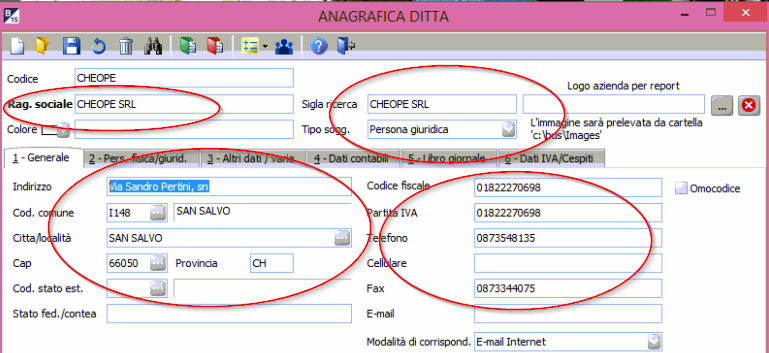 ANAGRAFICA DITTA
Codice CHEOPE
Logo azienda per report
Rag. sociale CHEOPE SRL Sigla ricerca CHEOPE SRL ...
Colore Tipo sogg. Persona giuridica L'immagine sarà prelevata da cartella
'c:\bus\Images'
1 - Generale 2 - Pers. fisica/giurid. 3 - Altri dati / Varie 4 - Dati contabili 5 - Libro giornale 6 - Dati IVA/Cespiti
Indirizzo Via Sandro Pertini, sn Codice fiscale 01822270698 Omocodice
Cod. comune I148 SAN SALVO Partita IVA 01822270698
Citta/località SAN SALVO Telefono 0873548135
Cap 66050 Provincia CH Cellulare
Cod. stato est. Fax 0873344075
Stato fed./contea E-mail
Modalità di corrispond. E-mail Internet